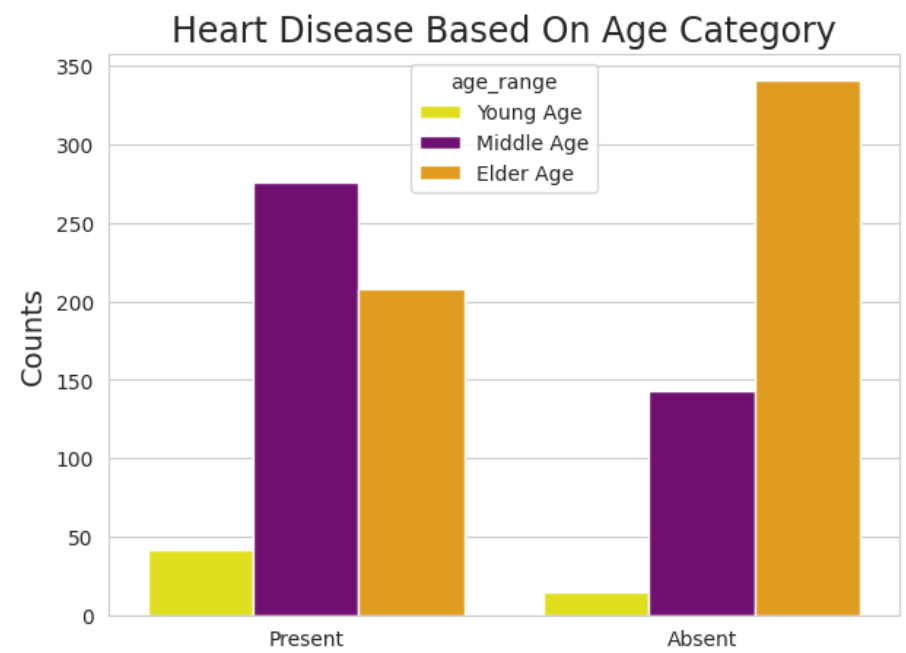 Heart Disease Based On Age Category
age_range
Young Age
Middle Age
Elder Age
Counts
350
300
250
200
150
100
50
0
Present
Absent